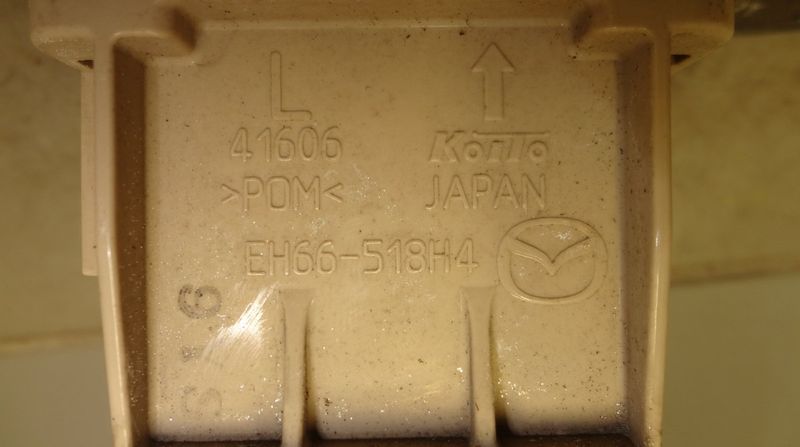 L
41606 KOITO
>POM< JAPAN
EH66-518H4